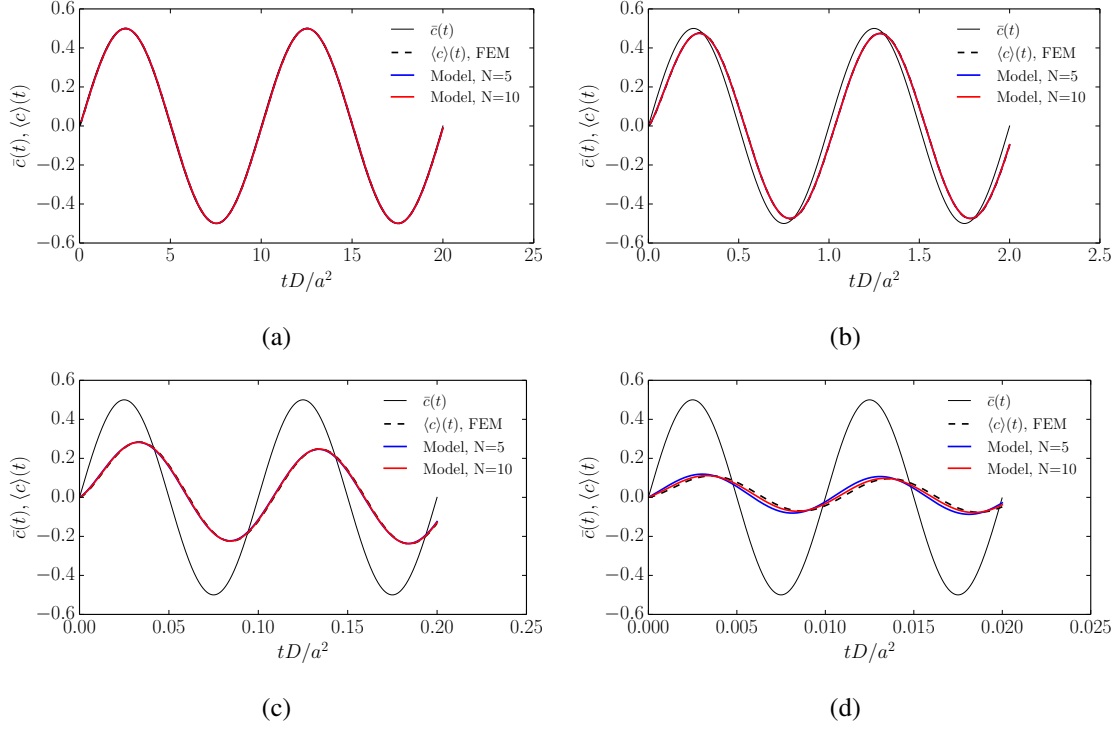 0.6
0.4
0.2
0.0
−0.2
−0.4
−0.6
c̄(t), ⟨c⟩(t)
0 5 10 15 20 25
tD/a²
c̄(t)
⟨c⟩(t), FEM
Model, N=5
Model, N=10
(a)
0.6
0.4
0.2
0.0
−0.2
−0.4
−0.6
c̄(t), ⟨c⟩(t)
0.0 0.5 1.0 1.5 2.0 2.5
tD/a²
c̄(t)
⟨c⟩(t), FEM
Model, N=5
Model, N=10
(b)
0.6
0.4
0.2
0.0
−0.2
−0.4
−0.6
c̄(t), ⟨c⟩(t)
0.00 0.05 0.10 0.15 0.20 0.25
tD/a²
c̄(t)
⟨c⟩(t), FEM
Model, N=5
Model, N=10
(c)
0.6
0.4
0.2
0.0
−0.2
−0.4
−0.6
c̄(t), ⟨c⟩(t)
0.000 0.005 0.010 0.015 0.020 0.025
tD/a²
c̄(t)
⟨c⟩(t), FEM
Model, N=5
Model, N=10
(d)